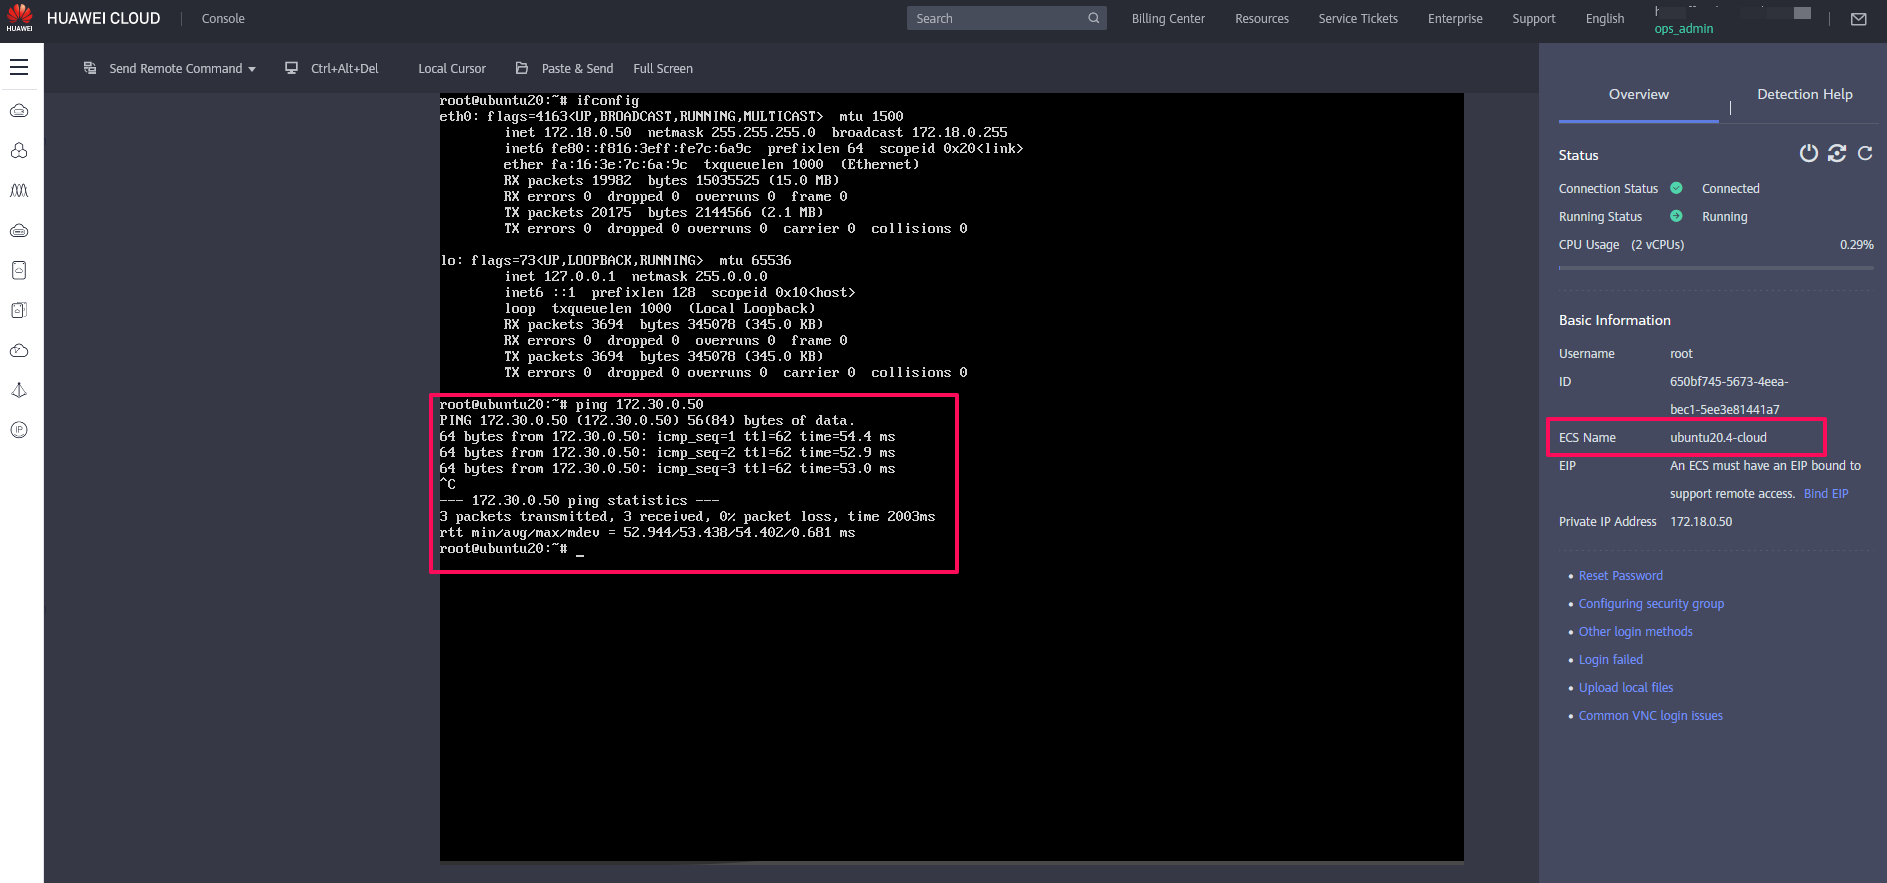 HUAWEI
HUAWEI CLOUD
Console
Search
Billing Center
Resources
Service Tickets
Enterprise
Support
English
ops_admin
Send Remote Command
Ctrl+Alt+Del
Local Cursor
Paste & Send
Full Screen
root@ubuntu20:~# ifconfig
eth0: flags=4163<UP,BROADCAST,RUNNING,MULTICAST>  mtu 1500
        inet 172.18.0.50  netmask 255.255.255.0  broadcast 172.18.0.255
        inet6 fe80::f816:3eff:fe7c:6a9c  prefixlen 64  scopeid 0x20<link>
        ether fa:16:3e:7c:6a:9c  txqueuelen 1000  (Ethernet)
        RX packets 19982  bytes 15035525 (15.0 MB)
        RX errors 0  dropped 0  overruns 0  frame 0
        TX packets 20175  bytes 2144566 (2.1 MB)
        TX errors 0  dropped 0 overruns 0  carrier 0  collisions 0
lo: flags=73<UP,LOOPBACK,RUNNING>  mtu 65536
        inet 127.0.0.1  netmask 255.0.0.0
        inet6 ::1  prefixlen 128  scopeid 0x10<host>
        loop  txqueuelen 1000  (Local Loopback)
        RX packets 3694  bytes 345078 (345.0 KB)
        RX errors 0  dropped 0  overruns 0  frame 0
        TX packets 3694  bytes 345078 (345.0 KB)
        TX errors 0  dropped 0 overruns 0  carrier 0  collisions 0
root@ubuntu20:~# ping 172.30.0.50
PING 172.30.0.50 (172.30.0.50) 56(84) bytes of data.
64 bytes from 172.30.0.50: icmp_seq=1 ttl=62 time=54.4 ms
64 bytes from 172.30.0.50: icmp_seq=2 ttl=62 time=52.9 ms
64 bytes from 172.30.0.50: icmp_seq=3 ttl=62 time=53.0 ms
^C
--- 172.30.0.50 ping statistics ---
3 packets transmitted, 3 received, 0% packet loss, time 2003ms
rtt min/avg/max/mdev = 52.944/53.438/54.402/0.681 ms
root@ubuntu20:~# _
Overview
Detection Help
Status
Connection Status Connected
Running Status Running
CPU Usage (2 vCPUs) 0.29%
Basic Information
Username root
ID 650bf745-5673-4eea-
bec1-5ee3e81441a7
ECS Name ubuntu20.4-cloud
EIP An ECS must have an EIP bound to
support remote access. Bind EIP
Private IP Address 172.18.0.50
• Reset Password
• Configuring security group
• Other login methods
• Login failed
• Upload local files
• Common VNC login issues
IP